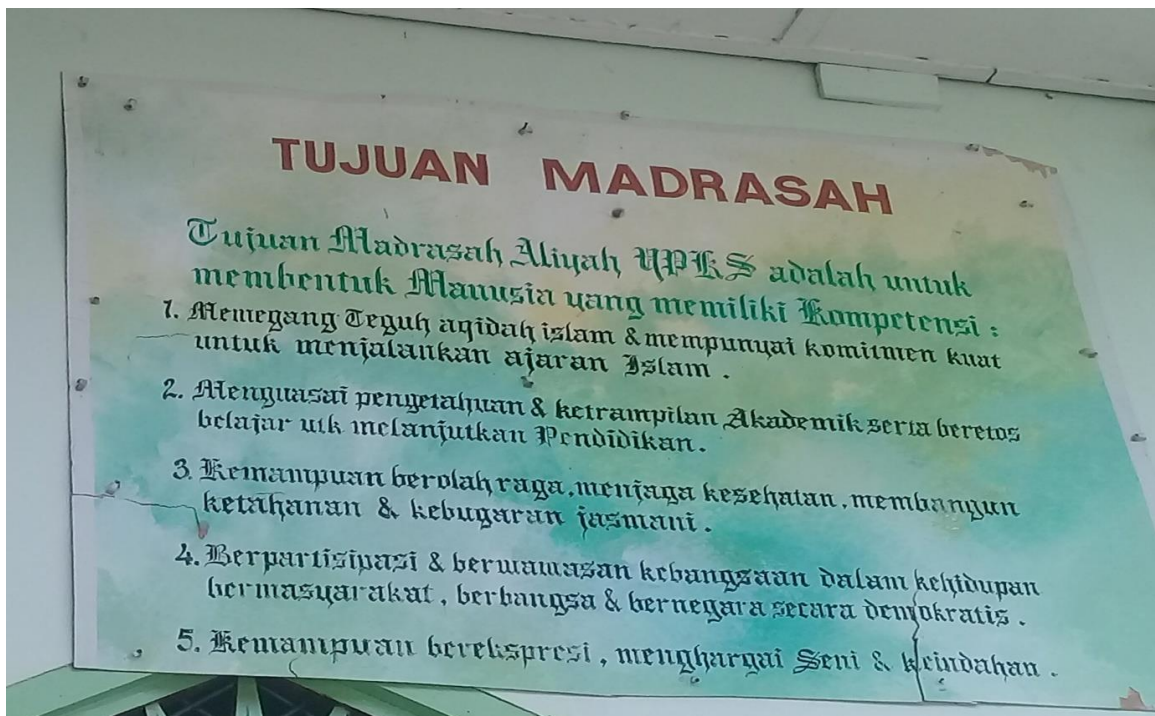 TUJUAN MADRASAH
Tujuan Madrasah Aliyah YPKS adalah untuk
membentuk Manusia yang memiliki Kompetensi :
1. Memegang Teguh aqidah islam & mempunyai komitmen kuat
untuk menjalankan ajaran Islam .
2. Menguasai pengetahuan & ketrampilan Akademik serta beretos
belajar utk melanjutkan Pendidikan.
3. Kemampuan berolah raga, menjaga kesehatan, membangun
ketahanan & kebugaran jasmani .
4. Berpartisipasi & berwawasan kebangsaan dalam kehidupan
bermasyarakat , berbangsa & bernegara secara demokratis .
5. Kemampuan berekspresi , menghargai Seni & keindahan .